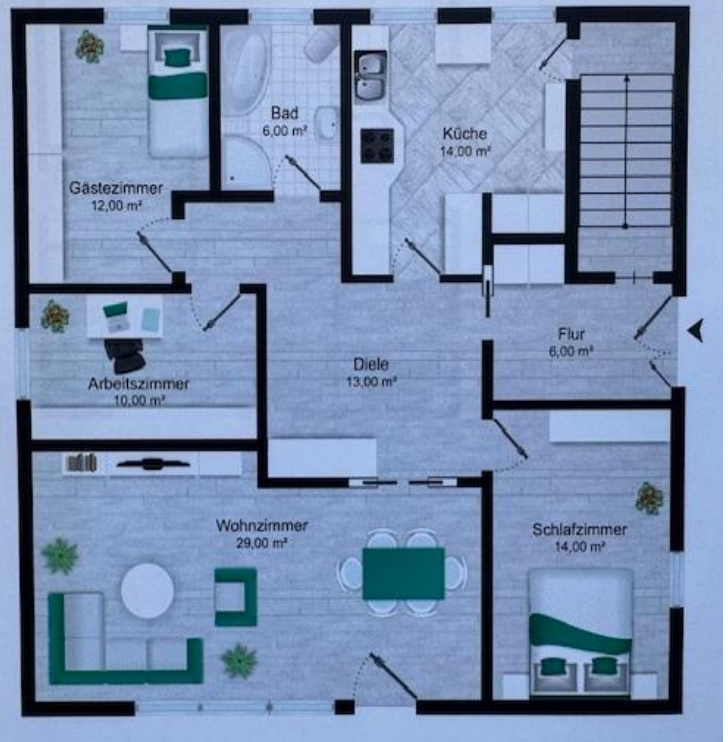 Bad
6,00 m²
Küche
14,00 m²
Gästezimmer
12,00 m²
Flur
6,00 m²
Diele
13,00 m²
Arbeitszimmer
10,00 m²
Wohnzimmer
29,00 m²
Schlafzimmer
14,00 m²